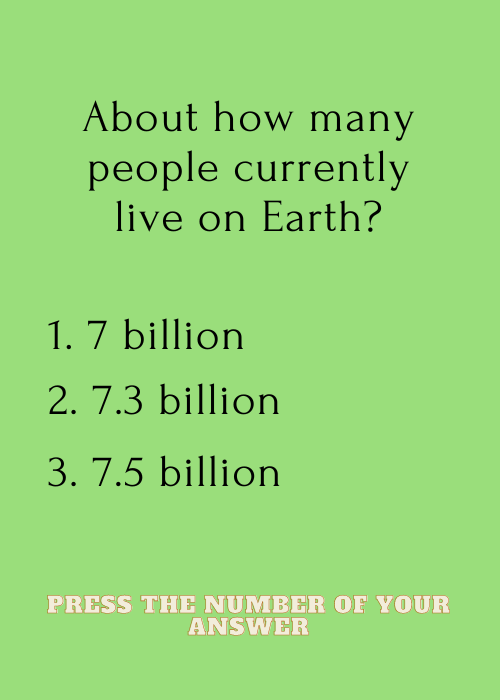 About how many
people currently
live on Earth?
1. 7 billion
2. 7.3 billion
3. 7.5 billion
PRESS THE NUMBER OF YOUR
ANSWER